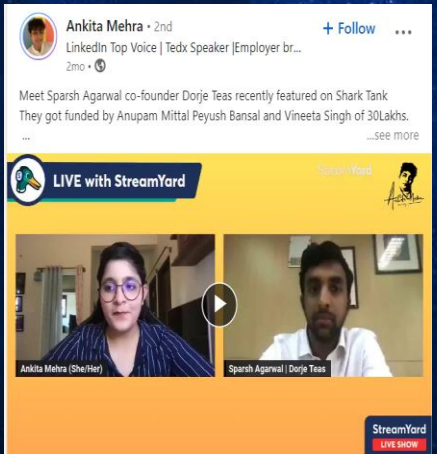 Ankita Mehra • 2nd
+ Follow
LinkedIn Top Voice | Tedx Speaker |Employer br...
2mo •
Meet Sparsh Agarwal co-founder Dorje Teas recently featured on Shark Tank
They got funded by Anupam Mittal Peyush Bansal and Vineeta Singh of 30Lakhs.
...
...see more
LIVE with StreamYard
StreamYard
Ankita Mehra (She/Her)
Sparsh Agarwal | Dorje Teas
StreamYard
LIVE SHOW